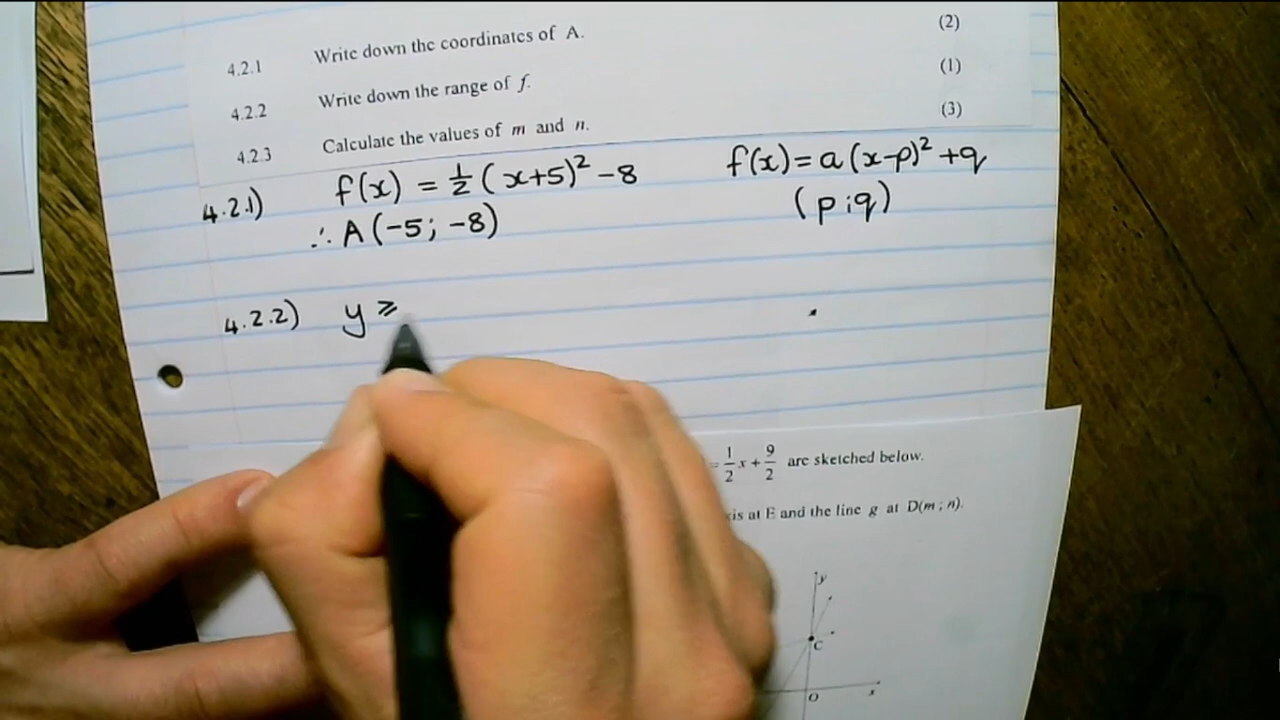 4.2.1 Write down the coordinates of A. (2)
4.2.2 Write down the range of f. (1)
4.2.3 Calculate the values of m and n. (3)
4.2.1) f(x) = ½(x+5)² -8 f(x) = a(x-p)² +q
∴ A(-5; -8) (p;q)
4.2.2) y ≥
= 1/2 x + 9/2 are sketched below.
is at E and the line g at D(m ; n).
y
C
O x